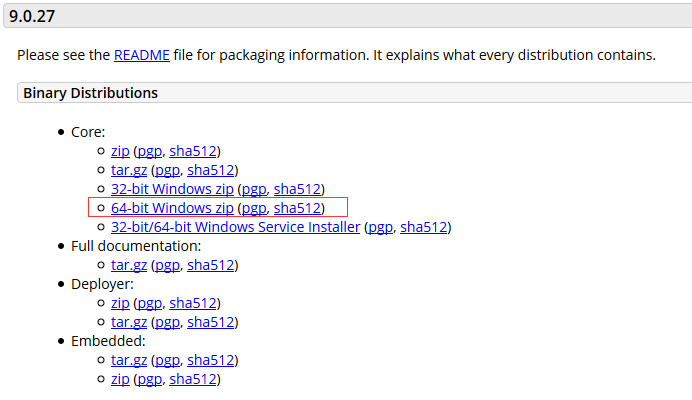 9.0.27
Please see the README file for packaging information. It explains what every distribution contains.
Binary Distributions
Core:
zip (pgp, sha512)
tar.gz (pgp, sha512)
32-bit Windows zip (pgp, sha512)
64-bit Windows zip (pgp, sha512)
32-bit/64-bit Windows Service Installer (pgp, sha512)
Full documentation:
tar.gz (pgp, sha512)
Deployer:
zip (pgp, sha512)
tar.gz (pgp, sha512)
Embedded:
tar.gz (pgp, sha512)
zip (pgp, sha512)